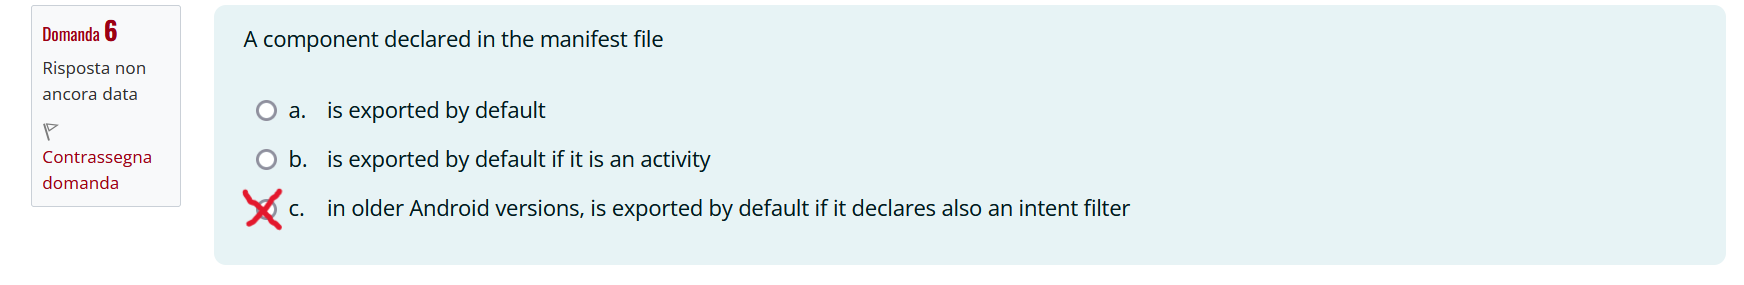 Domanda 6
Risposta non
ancora data
Contrassegna
domanda
A component declared in the manifest file
a. is exported by default
b. is exported by default if it is an activity
c. in older Android versions, is exported by default if it declares also an intent filter